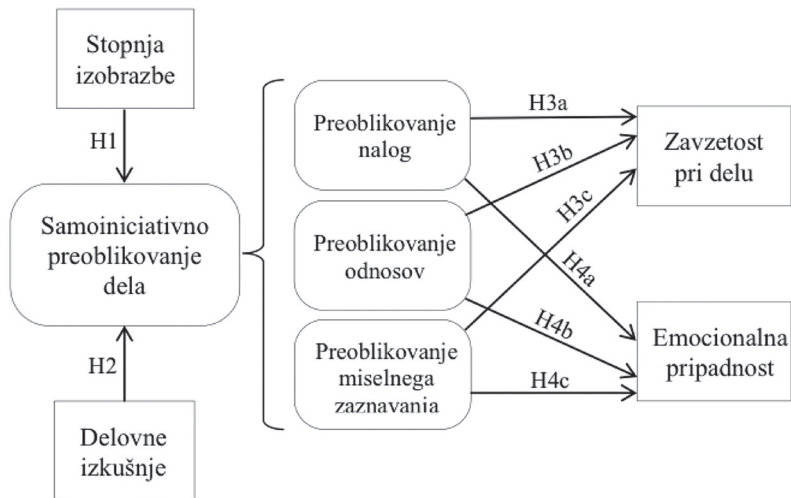 Stopnja
izobrazbe
H1
Samoiniciativno
preoblikovanje
dela
H2
Delovne
izkušnje
Preoblikovanje
nalog
Preoblikovanje
odnosov
Preoblikovanje
miselnega
zaznavanja
H3a
H3b
H3c
H4a
H4b
H4c
Zavzetost
pri delu
Emocionalna
pripadnost